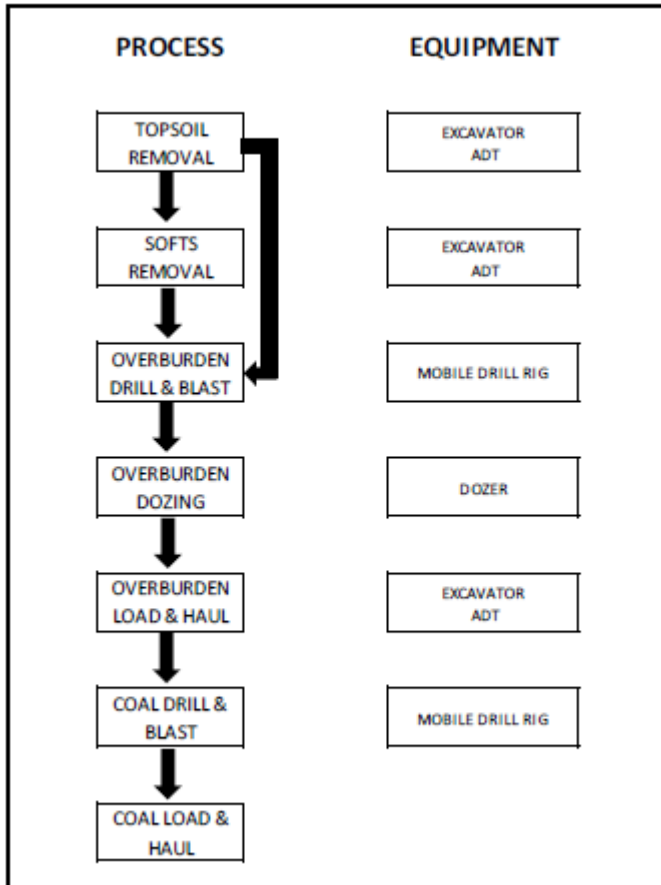 PROCESS EQUIPMENT
TOPSOIL
REMOVAL
EXCAVATOR
ADT
SOFTS
REMOVAL
EXCAVATOR
ADT
OVERBURDEN
DRILL & BLAST
MOBILE DRILL RIG
OVERBURDEN
DOZING
DOZER
OVERBURDEN
LOAD & HAUL
EXCAVATOR
ADT
COAL DRILL &
BLAST
MOBILE DRILL RIG
COAL LOAD &
HAUL